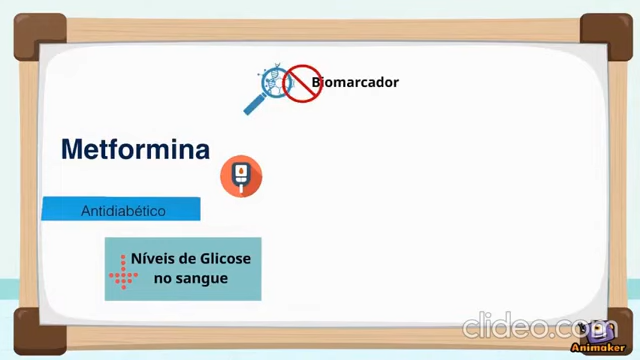 Biomarcador
Metformina
Antidiabético
Níveis de Glicose
no sangue
clideo.com
Animaker